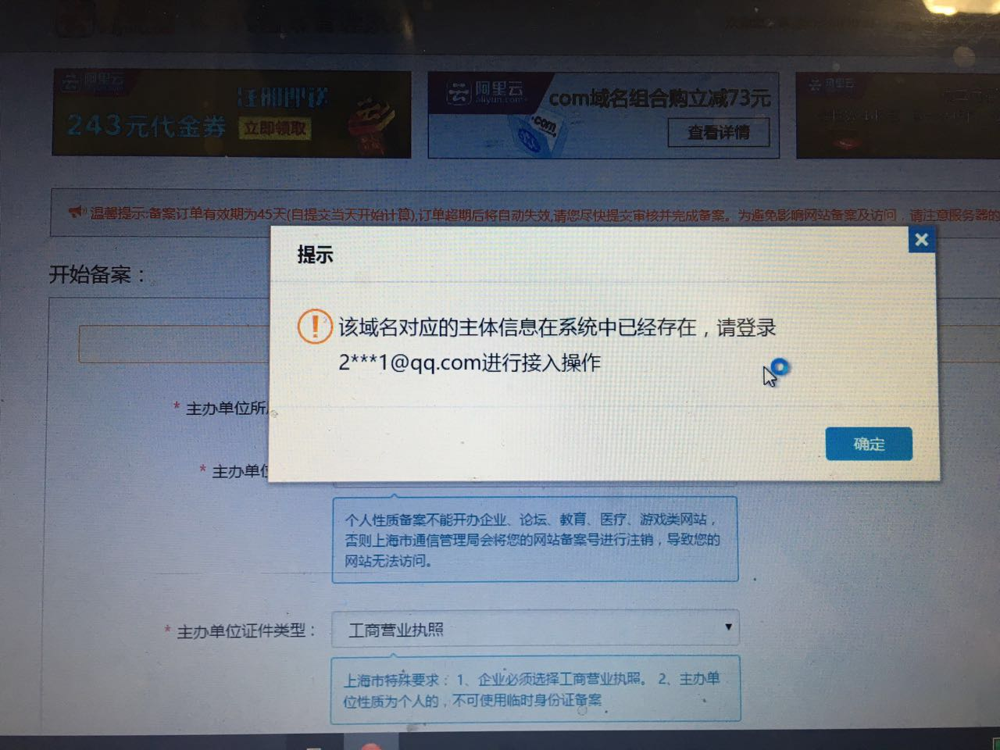 阿里云
注册即送
243元代金券
立即领取
阿里云
aliyun.com
com域名组合购立减73元
.com
查看详情
阿里云
温馨提示:备案订单有效期为45天(自提交当天开始计算),订单超期后将自动失效,请您尽快提交审核并完成备案。为避免影响网站备案及访问，请注意服务器的
开始备案：
提示
该域名对应的主体信息在系统中已经存在，请登录
2***1@qq.com进行接入操作
确定
* 主办单位所
* 主办单位
个人性质备案不能开办企业、论坛、教育、医疗、游戏类网站，
否则上海市通信管理局会将您的网站备案号进行注销，导致您的
网站无法访问。
* 主办单位证件类型：
工商营业执照
上海市特殊要求：1、企业必须选择工商营业执照。 2、主办单
位性质为个人的，不可使用临时身份证备案